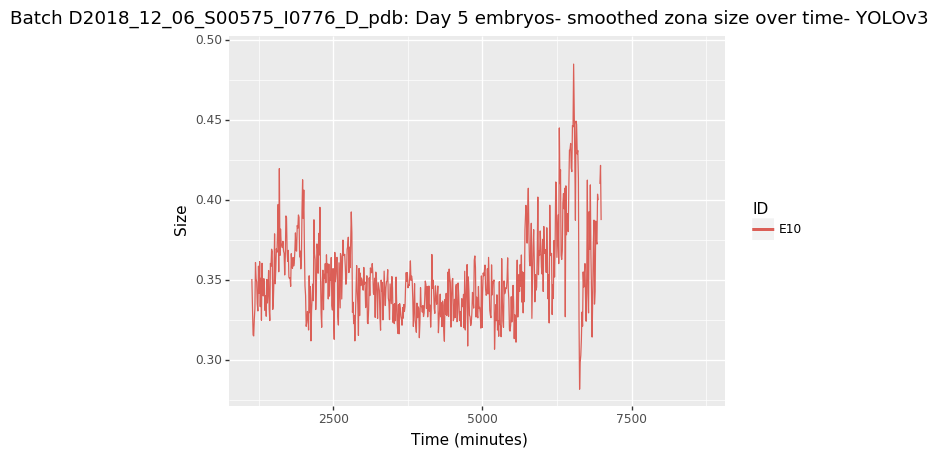 Batch D2018_12_06_S00575_I0776_D_pdb: Day 5 embryos- smoothed zona size over time- YOLOv3
0.50
0.45
0.40
0.35
0.30
Size
2500
5000
7500
Time (minutes)
ID
E10